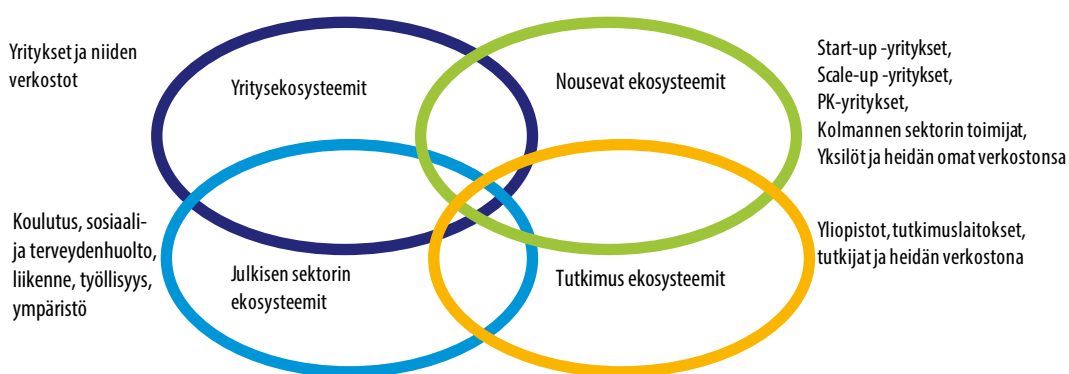 Yritykset ja niiden
verkostot
Yritysekosysteemit
Nousevat ekosysteemit
Start-up -yritykset,
Scale-up -yritykset,
PK-yritykset,
Kolmannen sektorin toimijat,
Yksilöt ja heidän omat verkostonsa
Koulutus, sosiaali-
ja terveydenhuolto,
liikenne, työllisyys,
ympäristö
Julkisen sektorin
ekosysteemit
Tutkimus ekosysteemit
Yliopistot, tutkimuslaitokset,
tutkijat ja heidän verkostona